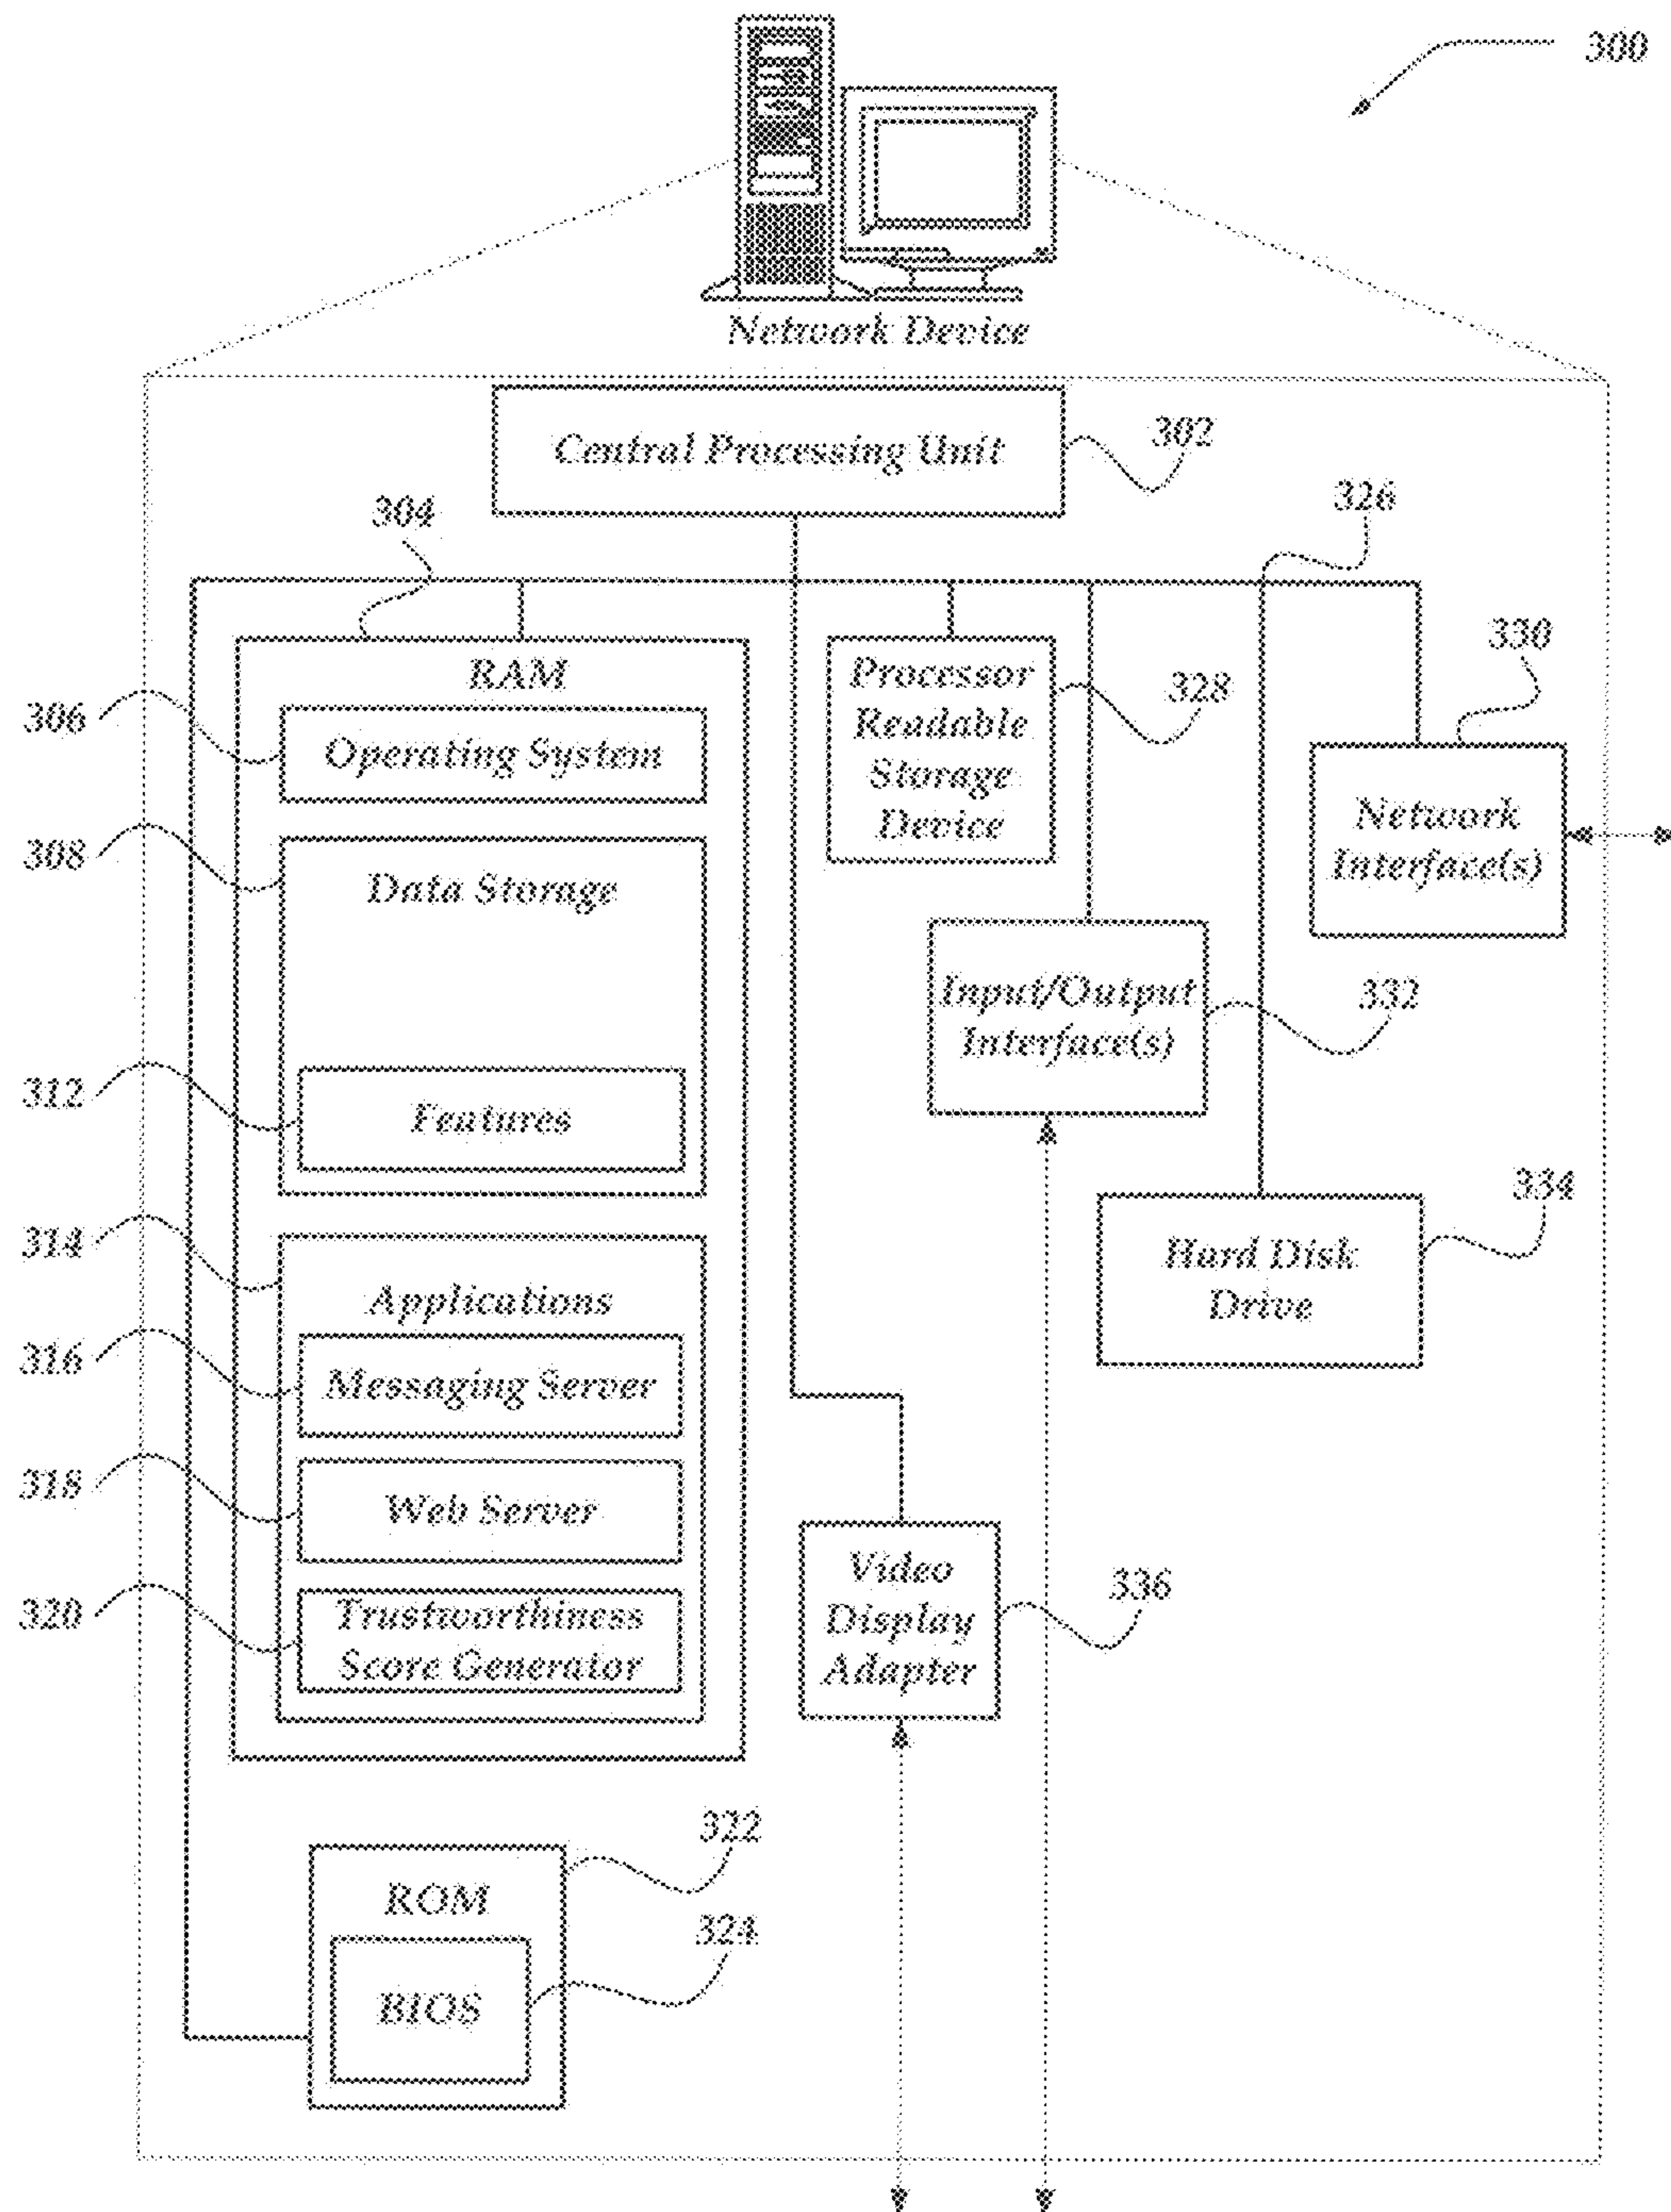 300
Network Device
Central Processing Unit
302
304
326
RAM
330
306
Operating System
Processor
Readable
Storage
Device
328
308
Data Storage
Network
Interface(s)
Input/Output
Interface(s)
332
312
Features
314
Applications
334
Hard Disk
Drive
316
Messaging Server
318
Web Server
320
Trustworthiness
Score Generator
Video
Display
Adapter
336
322
ROM
324
BIOS